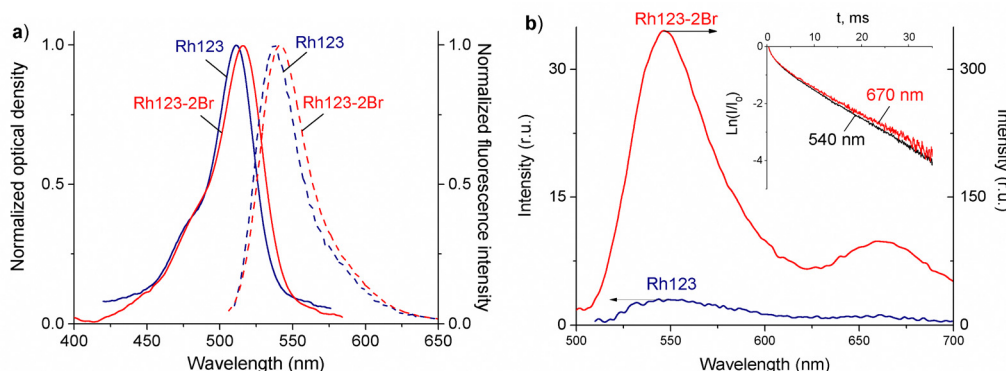 a)
Rh123
Rh123
Rh123-2Br
Rh123-2Br
Normalized optical density
Normalized fluorescence intensity
1.0
0.5
0.0
1.0
0.5
0.0
400 450 500 550 600 650
Wavelength (nm)
b)
Rh123-2Br
Rh123
Intensity (r.u.)
Intensity (r.u.)
30
15
0
300
150
0
500 550 600 650 700
Wavelength (nm)
t, ms
0 10 20 30
Ln(I/I0)
0
-2
-4
670 nm
540 nm